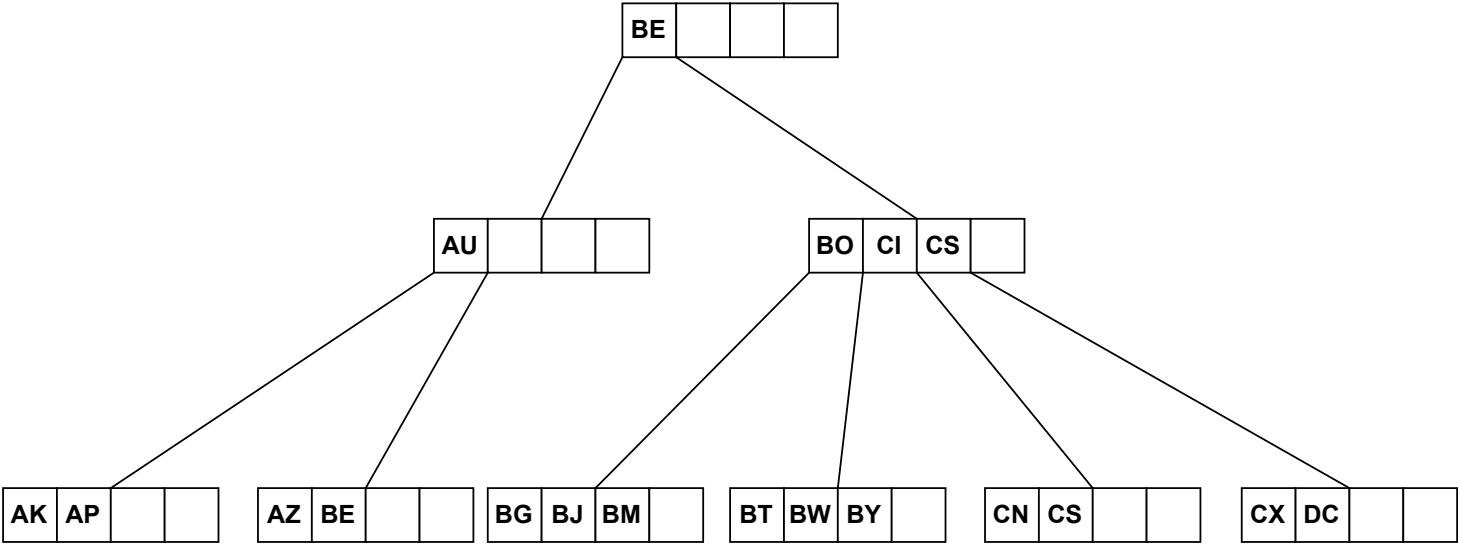 BE
AU BO CI CS
AK AP AZ BE BG BJ BM BT BW BY CN CS CX DC